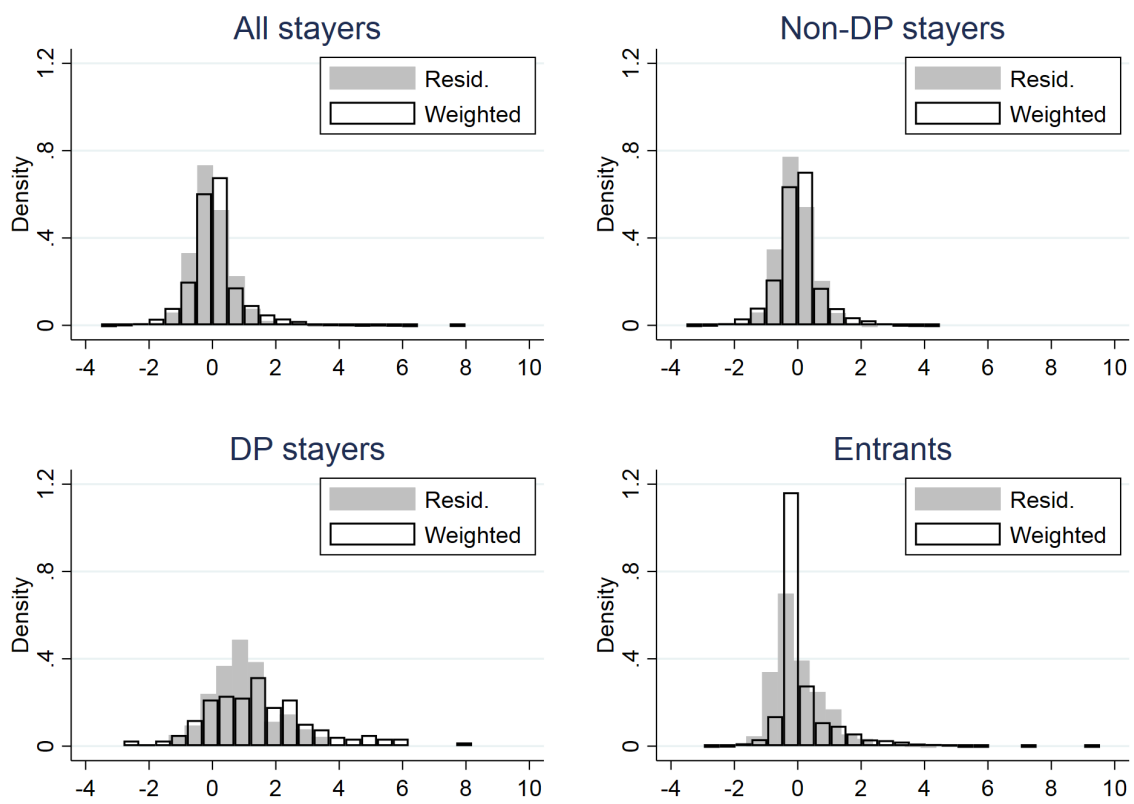 All stayers
Non-DP stayers
1.2
.8
.4
0
Density
Resid.
Weighted
-4 -2 0 2 4 6 8 10
1.2
.8
.4
0
Density
Resid.
Weighted
-4 -2 0 2 4 6 8 10
DP stayers
Entrants
1.2
.8
.4
0
Density
Resid.
Weighted
-4 -2 0 2 4 6 8 10
1.2
.8
.4
0
Density
Resid.
Weighted
-4 -2 0 2 4 6 8 10